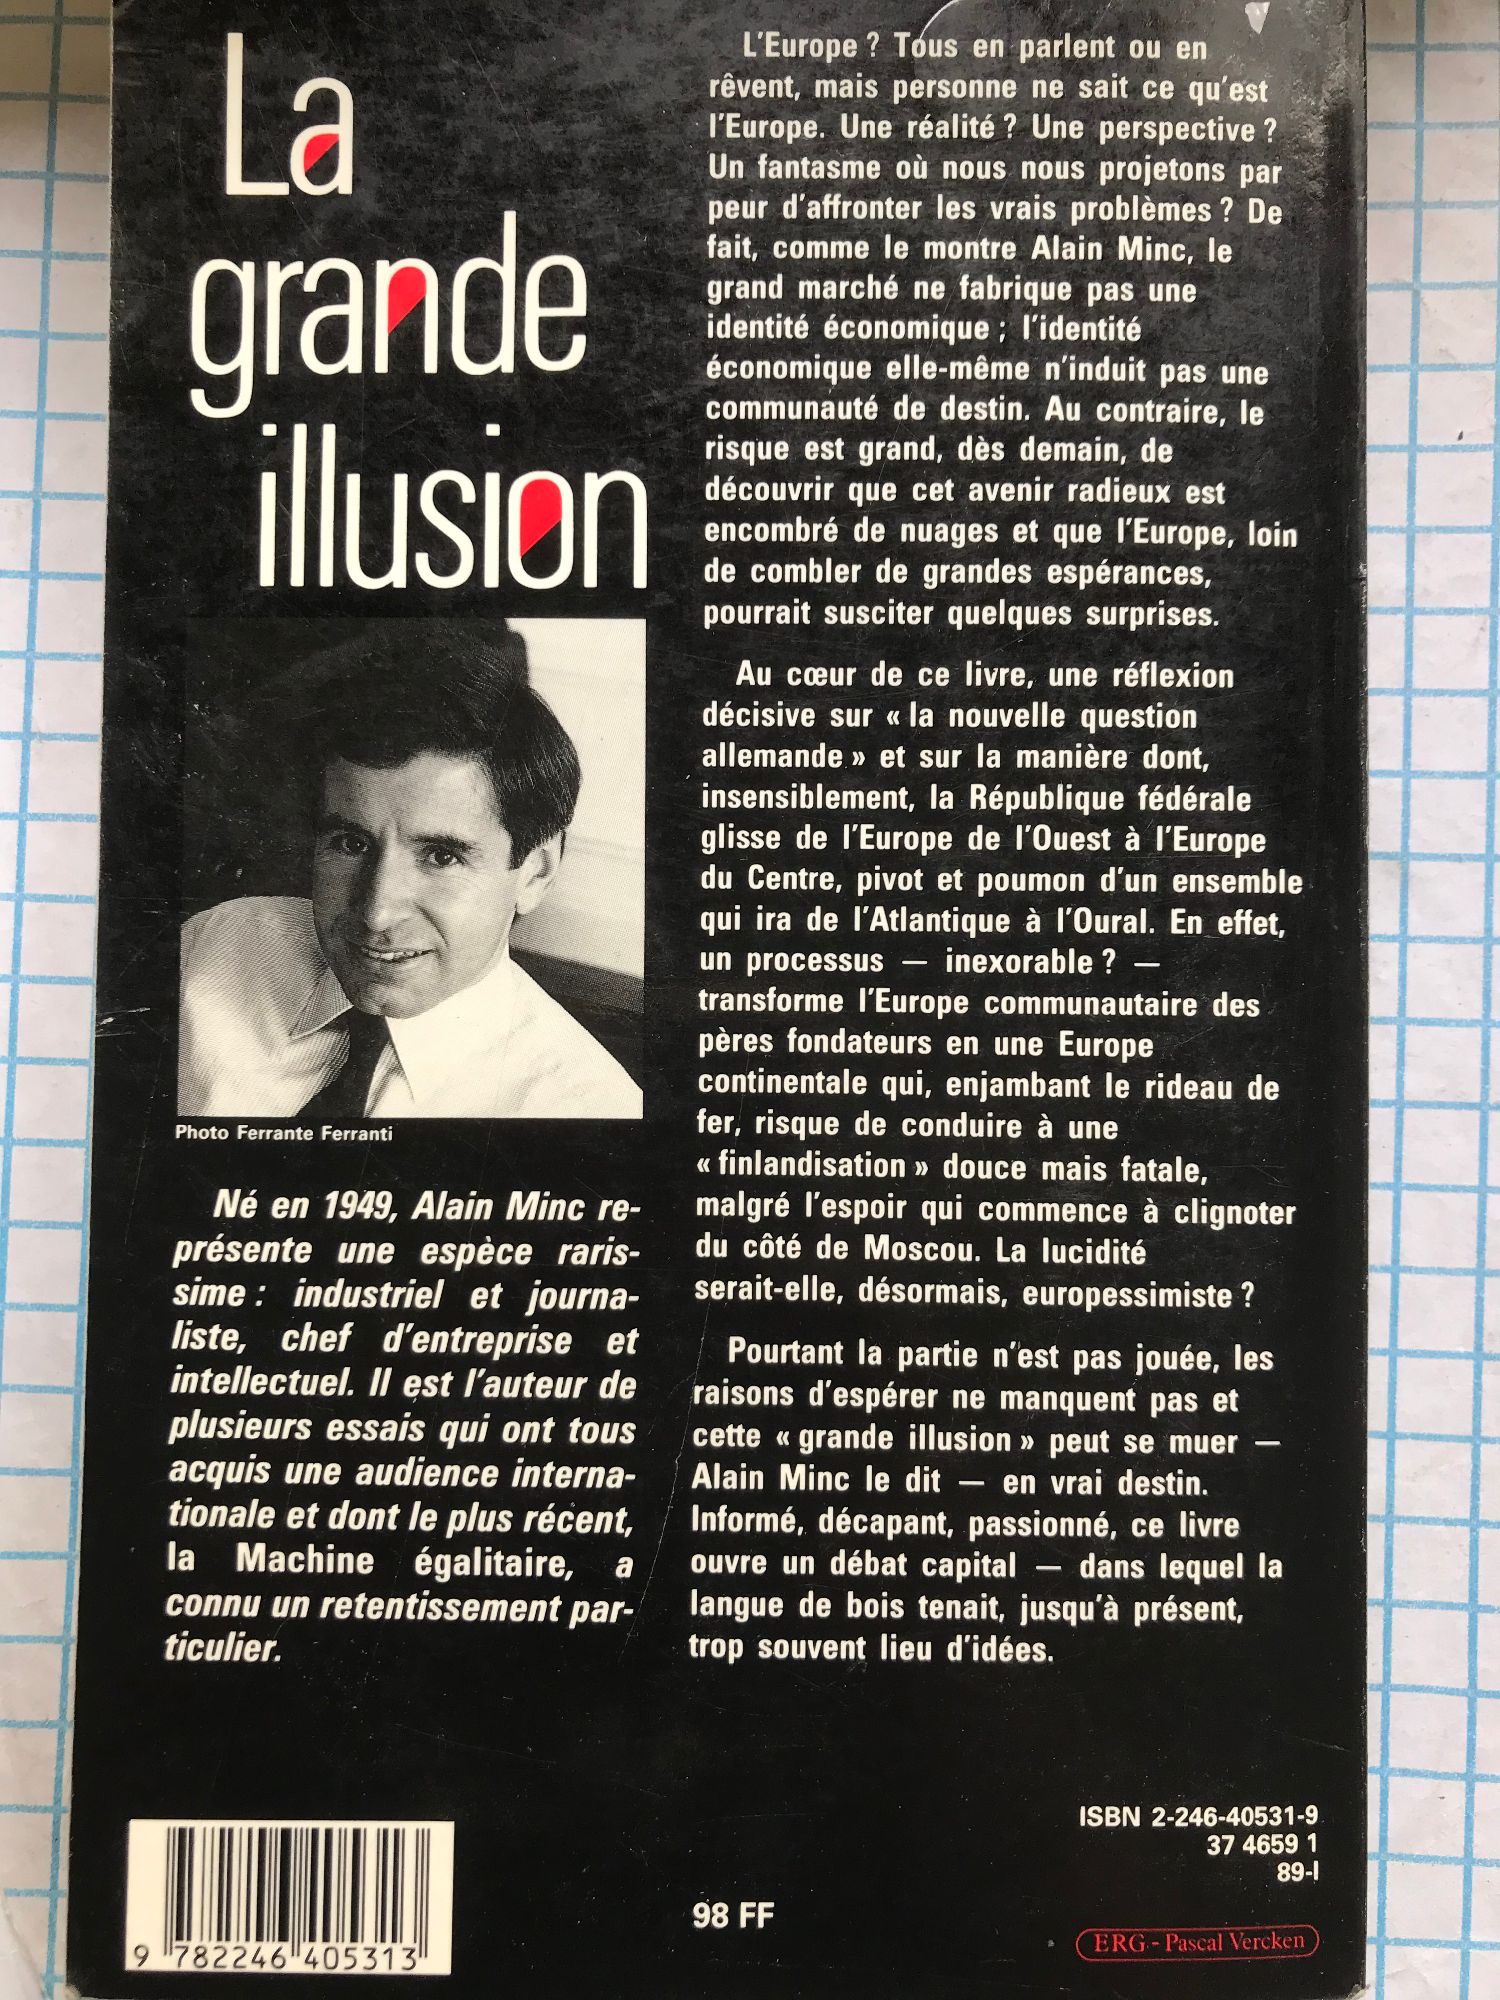 La
grande
illusion
Photo Ferrante Ferranti
Né en 1949, Alain Minc re-
présente une espèce raris-
sime : industriel et journa-
liste, chef d'entreprise et
intellectuel. Il est l'auteur de
plusieurs essais qui ont tous
acquis une audience interna-
tionale et dont le plus récent,
la Machine égalitaire, a
connu un retentissement par-
ticulier.
L'Europe ? Tous en parlent ou en
rêvent, mais personne ne sait ce qu'est
l'Europe. Une réalité ? Une perspective ?
Un fantasme où nous nous projetons par
peur d'affronter les vrais problèmes ? De
fait, comme le montre Alain Minc, le
grand marché ne fabrique pas une
identité économique ; l'identité
économique elle-même n'induit pas une
communauté de destin. Au contraire, le
risque est grand, dès demain, de
découvrir que cet avenir radieux est
encombré de nuages et que l'Europe, loin
de combler de grandes espérances,
pourrait susciter quelques surprises.
Au cœur de ce livre, une réflexion
décisive sur « la nouvelle question
allemande » et sur la manière dont,
insensiblement, la République fédérale
glisse de l'Europe de l'Ouest à l'Europe
du Centre, pivot et poumon d'un ensemble
qui ira de l'Atlantique à l'Oural. En effet,
un processus — inexorable ? —
transforme l'Europe communautaire des
pères fondateurs en une Europe
continentale qui, enjambant le rideau de
fer, risque de conduire à une
« finlandisation » douce mais fatale,
malgré l'espoir qui commence à clignoter
du côté de Moscou. La lucidité
serait-elle, désormais, europessimiste ?
Pourtant la partie n'est pas jouée, les
raisons d'espérer ne manquent pas et
cette « grande illusion » peut se muer —
Alain Minc le dit — en vrai destin.
Informé, décapant, passionné, ce livre
ouvre un débat capital — dans lequel la
langue de bois tenait, jusqu'à présent,
trop souvent lieu d'idées.
9 782246 405313
98 FF
ISBN 2-246-40531-9
37 4659 1
89-I
ERG - Pascal Vercken